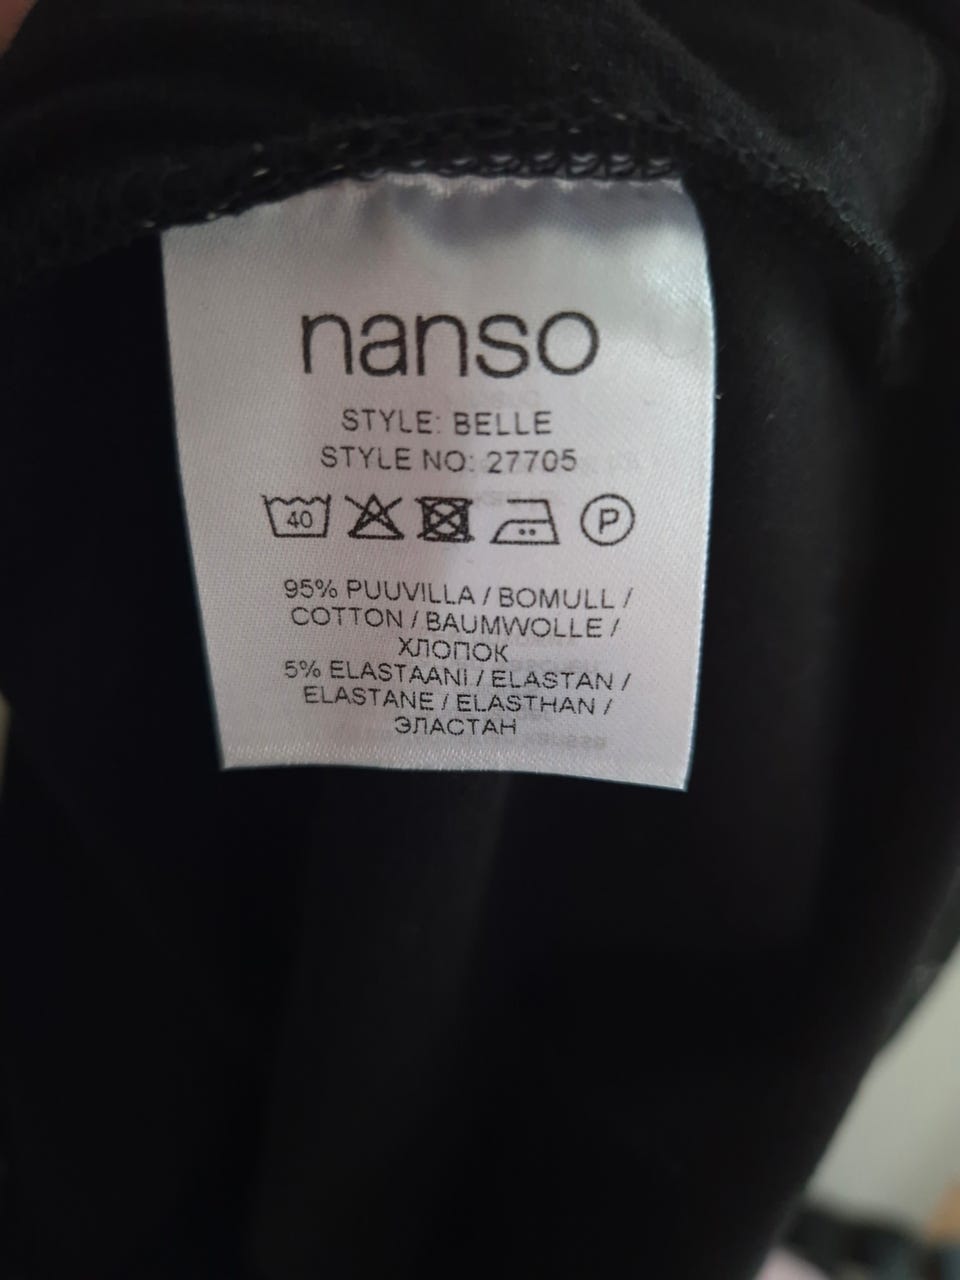 nanso
STYLE: BELLE
STYLE NO: 27705
40 P
95% PUUVILLA / BOMULL /
COTTON / BAUMWOLLE /
ХЛОПОК
5% ELASTAANI / ELASTAN /
ELASTANE / ELASTHAN /
ЭЛАСТАН